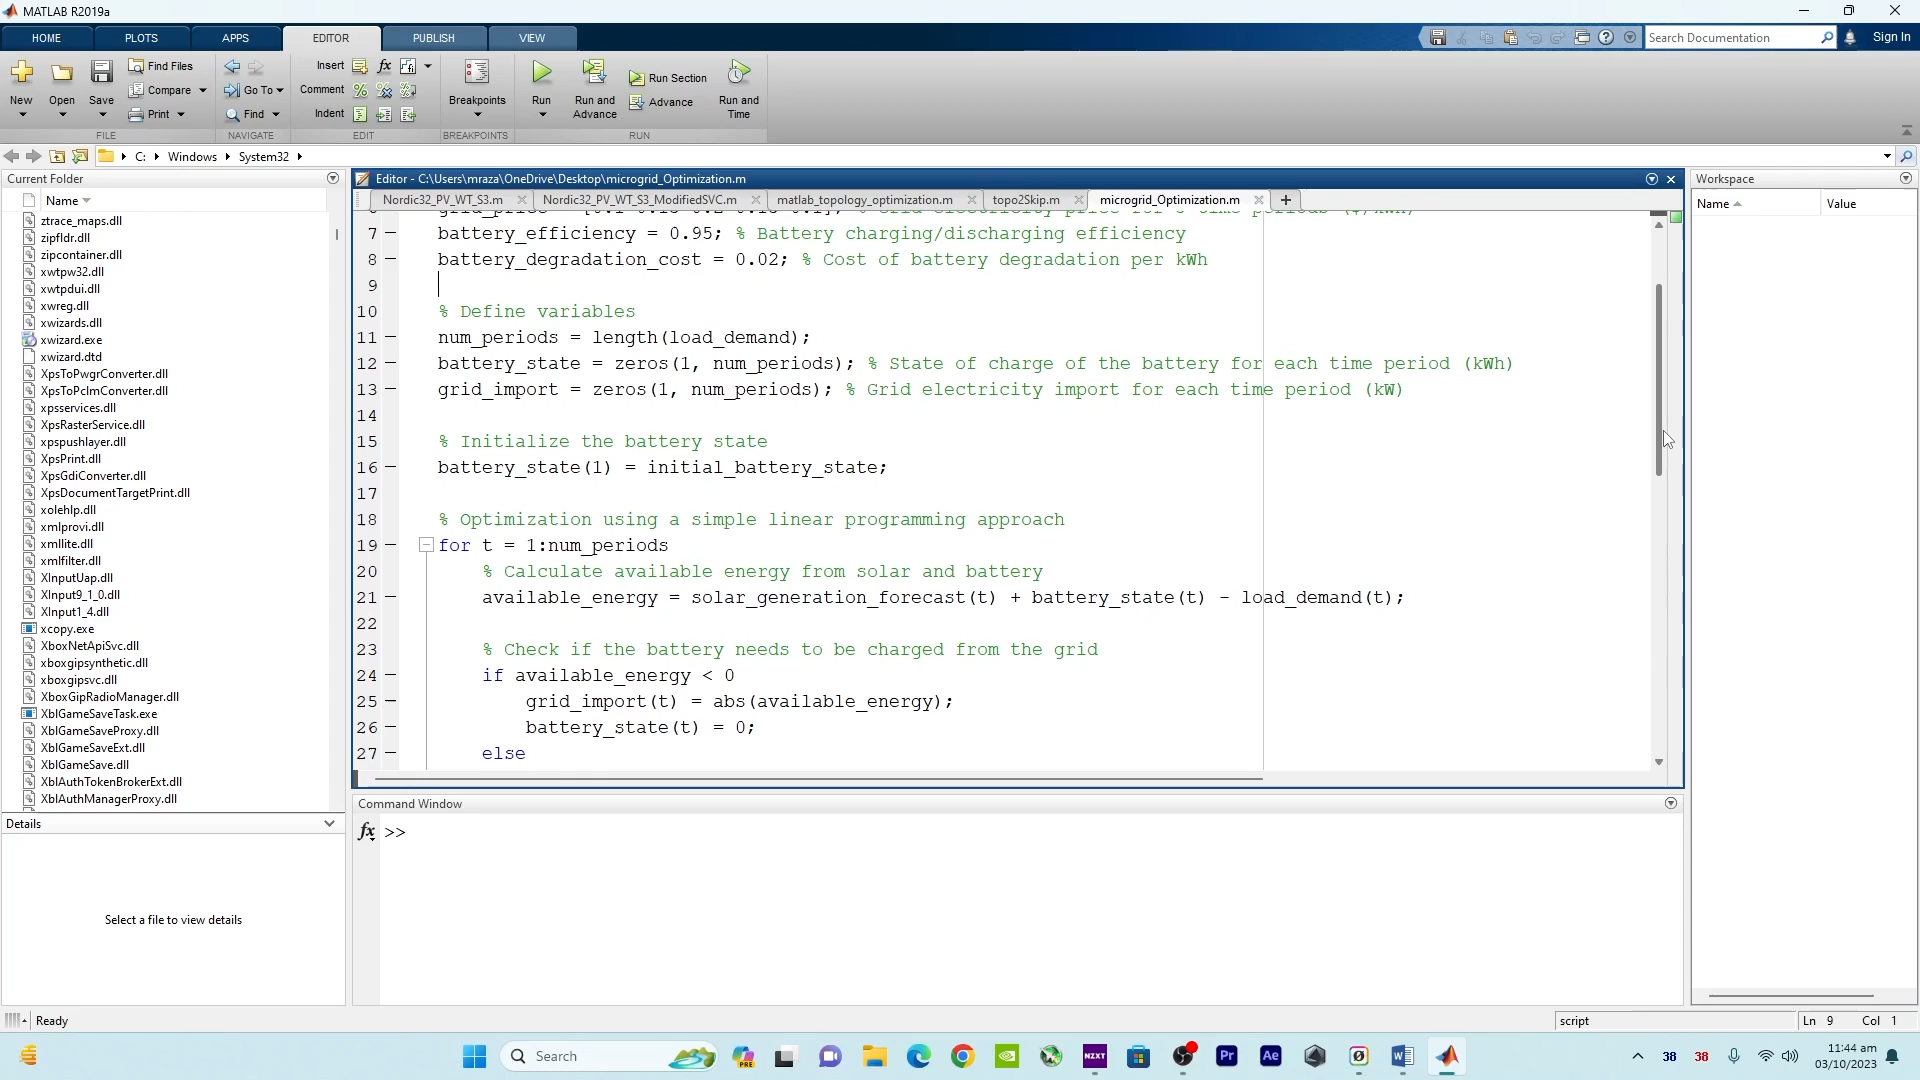 MATLAB R2019a
HOME PLOTS APPS EDITOR PUBLISH VIEW
Search Documentation Sign In
New Open Save
Find Files
Compare
Print
FILE
Go To
Find
NAVIGATE
Insert fx
Comment
Indent
EDIT
Breakpoints
BREAKPOINTS
Run
Run and Advance
Run Section
Advance
Run and Time
RUN
C: Windows System32
Current Folder
Name
ztrace_maps.dll
zipfldr.dll
zipcontainer.dll
xwtpw32.dll
xwtpdui.dll
xwreg.dll
xwizards.dll
xwizard.exe
xwizard.dtd
XpsToPwgrConverter.dll
XpsToPclmConverter.dll
xpsservices.dll
XpsRasterService.dll
xpspushlayer.dll
XpsPrint.dll
XpsGdiConverter.dll
XpsDocumentTargetPrint.dll
xolehlp.dll
xmlprovi.dll
xmllite.dll
xmlfilter.dll
XInputUap.dll
XInput9_1_0.dll
XInput1_4.dll
xcopy.exe
XboxNetApiSvc.dll
xboxgipsynthetic.dll
xboxgipsvc.dll
XboxGipRadioManager.dll
XblGameSaveTask.exe
XblGameSaveProxy.dll
XblGameSaveExt.dll
XblGameSave.dll
XblAuthTokenBrokerExt.dll
XblAuthManagerProxy.dll
Details
Select a file to view details
Editor - C:\Users\mraza\OneDrive\Desktop\microgrid_Optimization.m
Nordic32_PV_WT_S3.m Nordic32_PV_WT_S3_ModifiedSVC.m matlab_topology_optimization.m topo2Skip.m microgrid_Optimization.m
7 battery_efficiency = 0.95; % Battery charging/discharging efficiency
8 battery_degradation_cost = 0.02; % Cost of battery degradation per kWh
9
10 % Define variables
11 num_periods = length(load_demand);
12 battery_state = zeros(1, num_periods); % State of charge of the battery for each time period (kWh)
13 grid_import = zeros(1, num_periods); % Grid electricity import for each time period (kW)
14
15 % Initialize the battery state
16 battery_state(1) = initial_battery_state;
17
18 % Optimization using a simple linear programming approach
19 for t = 1:num_periods
20 % Calculate available energy from solar and battery
21 available_energy = solar_generation_forecast(t) + battery_state(t) - load_demand(t);
22
23 % Check if the battery needs to be charged from the grid
24 if available_energy < 0
25 grid_import(t) = abs(available_energy);
26 battery_state(t) = 0;
27 else
Command Window
fx >>
Workspace
Name Value
Ready
script
Ln 9 Col 1
Search
PRE
NZXT
Pr
Ae
38 38
11:44 am
03/10/2023